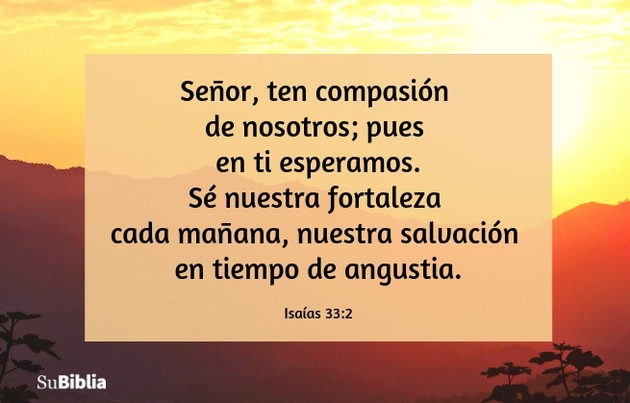 Señor, ten compasión
de nosotros; pues
en ti esperamos.
Sé nuestra fortaleza
cada mañana, nuestra salvación
en tiempo de angustia.
Isaías 33:2
SuBiblia